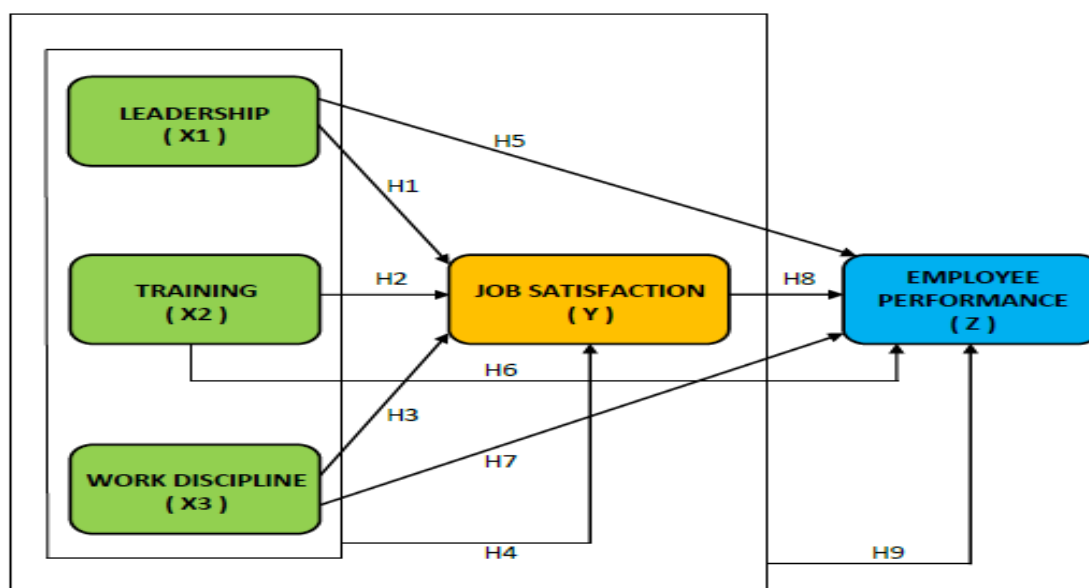 LEADERSHIP
( X1 )
H5
H1
TRAINING
( X2 )
H2
JOB SATISFACTION
( Y )
H8
EMPLOYEE
PERFORMANCE
( Z )
H6
H3
WORK DISCIPLINE
( X3 )
H7
H4
H9